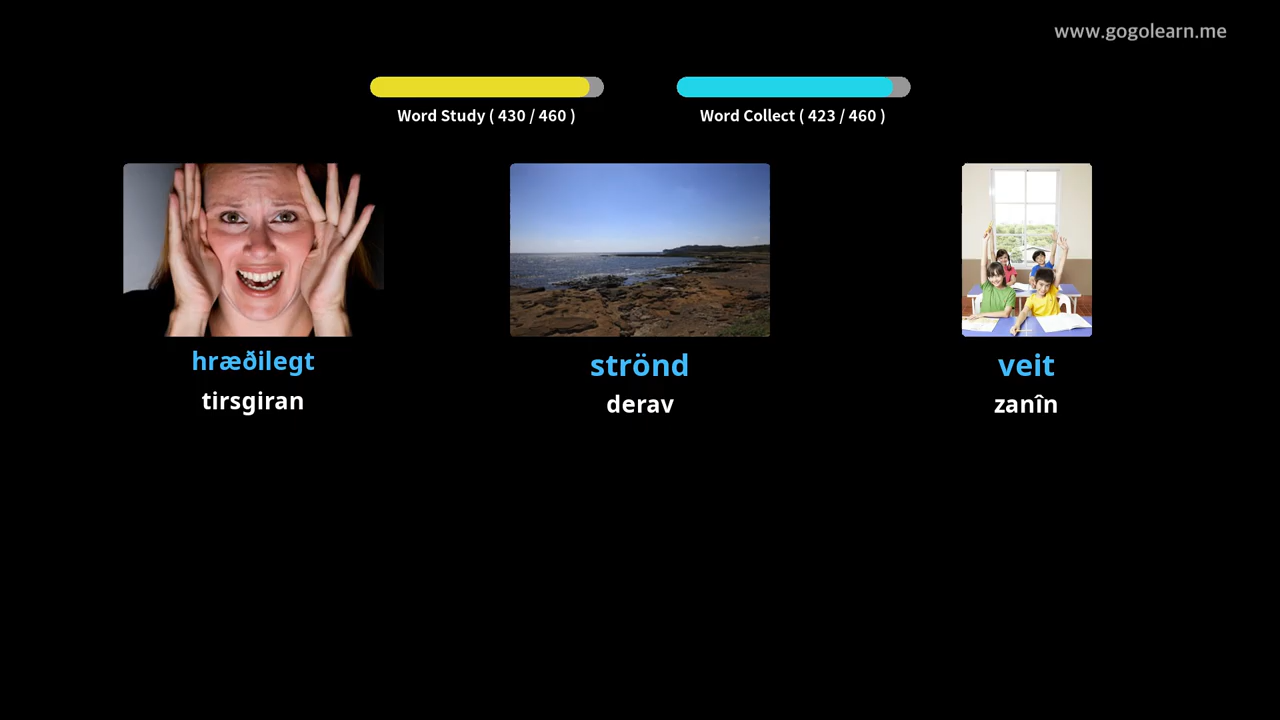 www.gogolearn.me
Word Study ( 430 / 460 )
Word Collect ( 423 / 460 )
hræðilegt
tirsgiran
strönd
derav
veit
zanîn